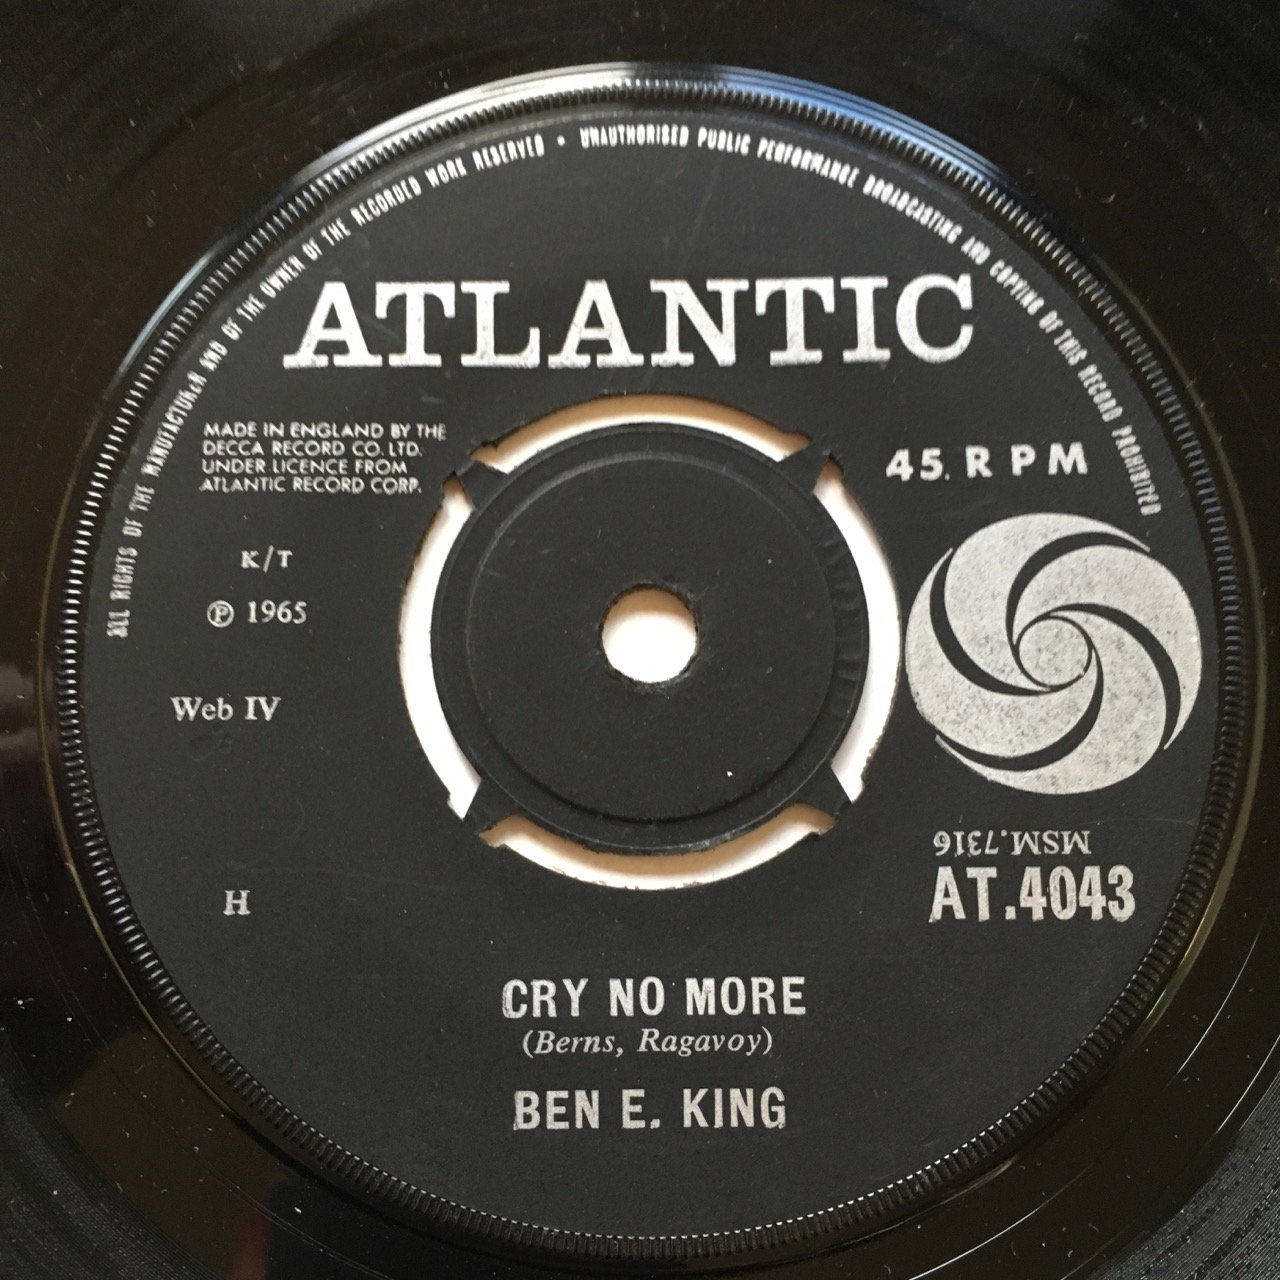 ALL RIGHTS OF THE MANUFACTURER AND OF THE OWNER OF THE RECORDED WORK RESERVED • UNAUTHORISED PUBLIC PERFORMANCE BROADCASTING AND COPYING OF THIS RECORD PROHIBITED
ATLANTIC
MADE IN ENGLAND BY THE
DECCA RECORD CO. LTD.
UNDER LICENCE FROM
ATLANTIC RECORD CORP.
45. R P M
K/T
℗ 1965
Web IV
MSM.7316
AT.4043
H
CRY NO MORE
(Berns, Ragavoy)
BEN E. KING